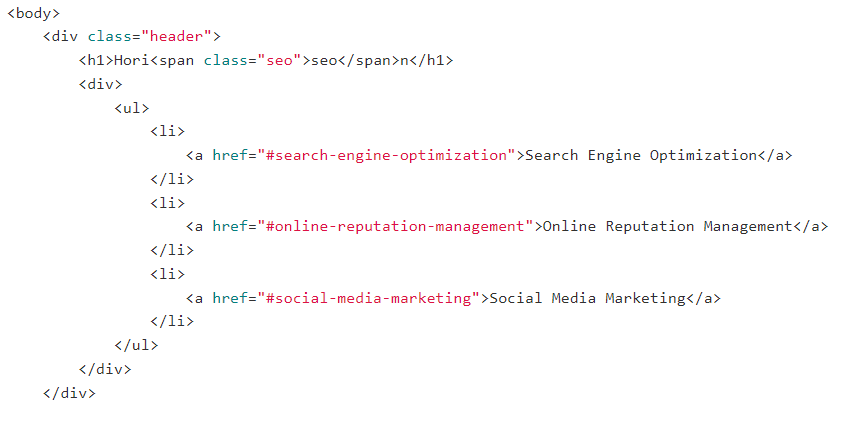 <body>
    <div class="header">
        <h1>Hori<span class="seo">seo</span>n</h1>
        <div>
            <ul>
                <li>
                    <a href="#search-engine-optimization">Search Engine Optimization</a>
                </li>
                <li>
                    <a href="#online-reputation-management">Online Reputation Management</a>
                </li>
                <li>
                    <a href="#social-media-marketing">Social Media Marketing</a>
                </li>
            </ul>
        </div>
    </div>